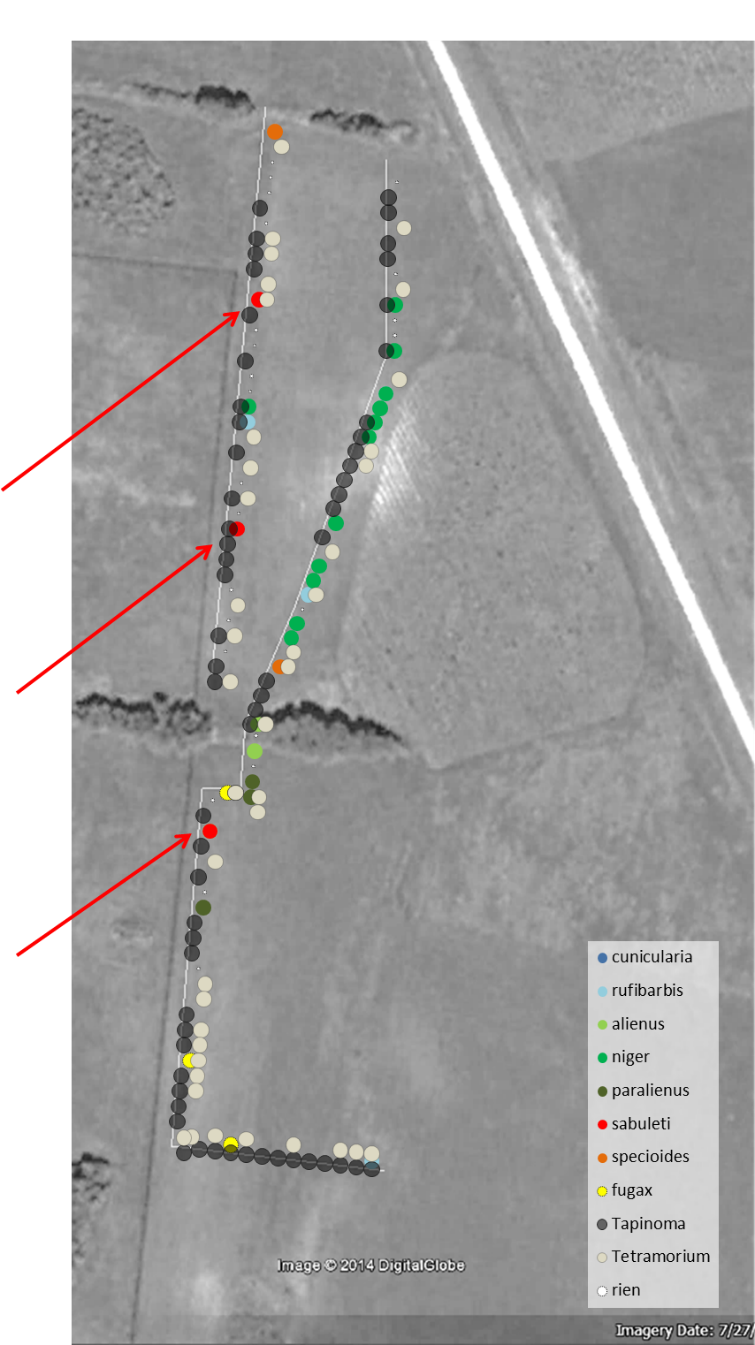 cunicularia
rufibarbis
alienus
niger
paralienus
sabuleti
specioides
fugax
Tapinoma
Tetramorium
rien
Image © 2014 DigitalGlobe
Imagery Date: 7/27/